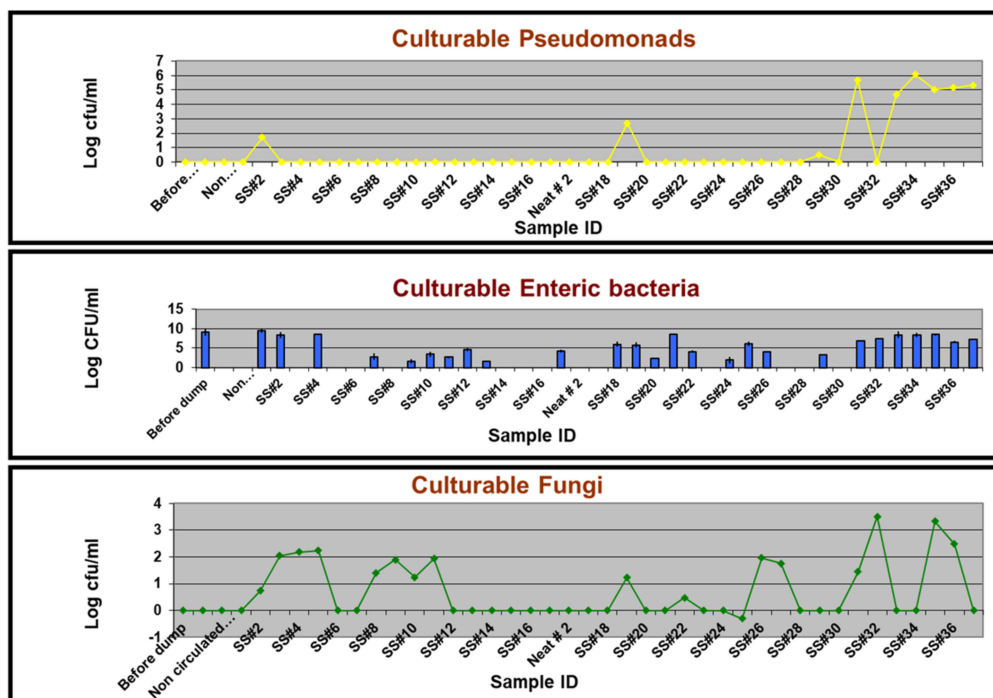 Culturable Pseudomonads
Log cfu/ml
7
6
5
4
3
2
1
0
Before...
Non...
SS#2
SS#4
SS#6
SS#8
SS#10
SS#12
SS#14
SS#16
Neat # 2
SS#18
SS#20
SS#22
SS#24
SS#26
SS#28
SS#30
SS#32
SS#34
SS#36
Sample ID
Culturable Enteric bacteria
Log CFU/ml
15
10
5
0
Before dump
Non...
SS#2
SS#4
SS#6
SS#8
SS#10
SS#12
SS#14
SS#16
Neat # 2
SS#18
SS#20
SS#22
SS#24
SS#26
SS#28
SS#30
SS#32
SS#34
SS#36
Sample ID
Culturable Fungi
Log cfu/ml
4
3
2
1
0
-1
Before dump
Non circulated...
SS#2
SS#4
SS#6
SS#8
SS#10
SS#12
SS#14
SS#16
Neat # 2
SS#18
SS#20
SS#22
SS#24
SS#26
SS#28
SS#30
SS#32
SS#34
SS#36
Sample ID